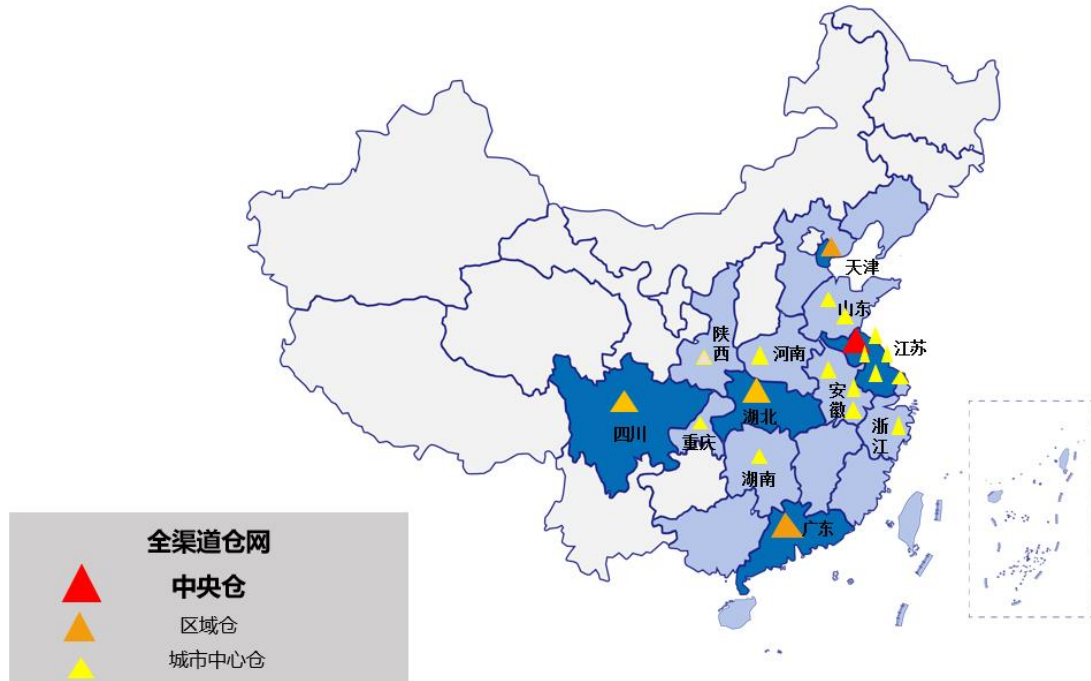 天津
山东
陕西
河南
江苏
安徽
湖北
四川
重庆
浙江
湖南
广东
全渠道仓网
中央仓
区域仓
城市中心仓